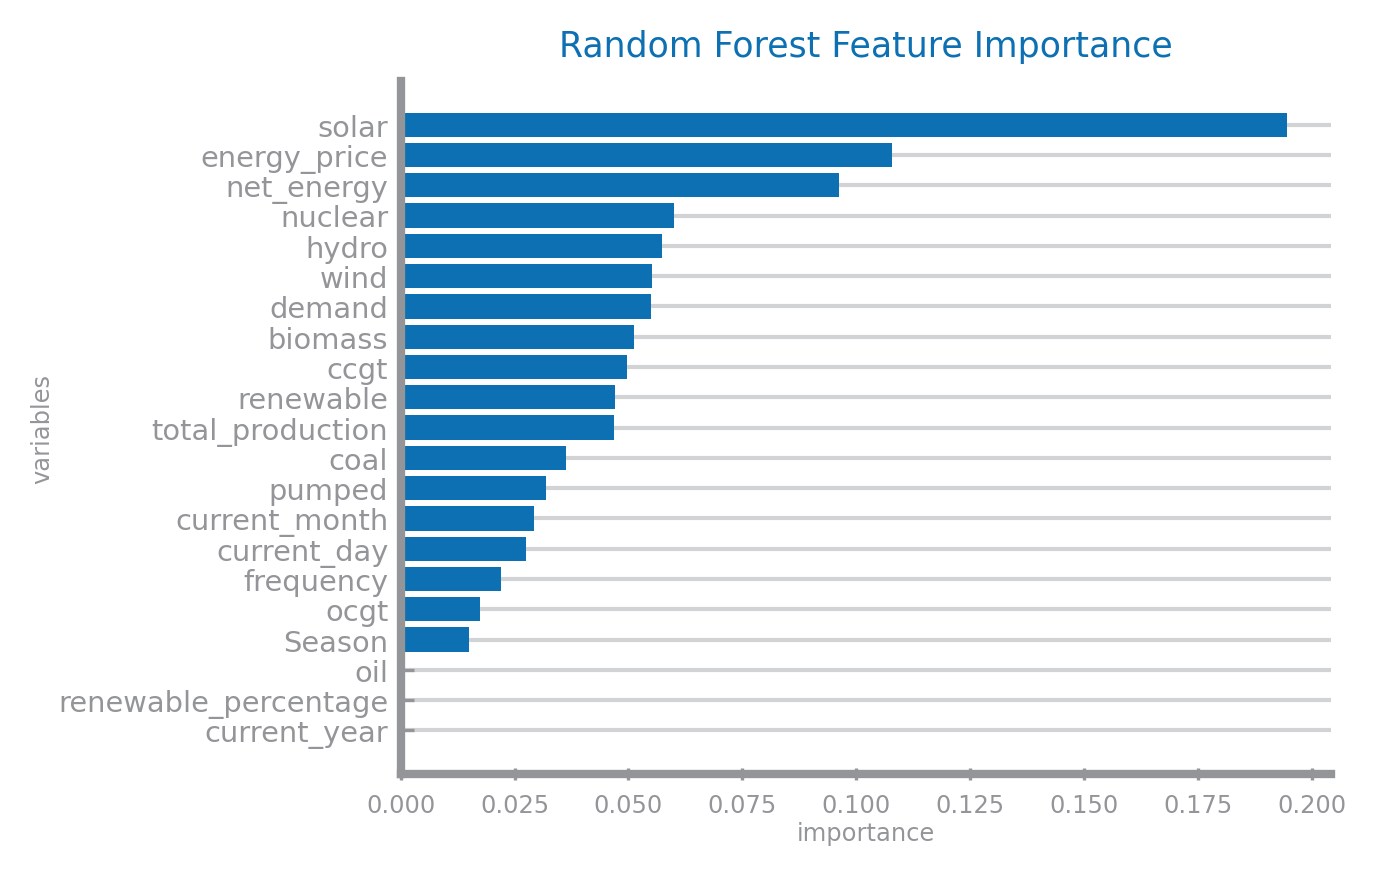 Random Forest Feature Importance
solar
energy_price
net_energy
nuclear
hydro
wind
demand
biomass
ccgt
renewable
total_production
coal
pumped
current_month
current_day
frequency
ocgt
Season
oil
renewable_percentage
current_year
variables
0.000 0.025 0.050 0.075 0.100 0.125 0.150 0.175 0.200
importance